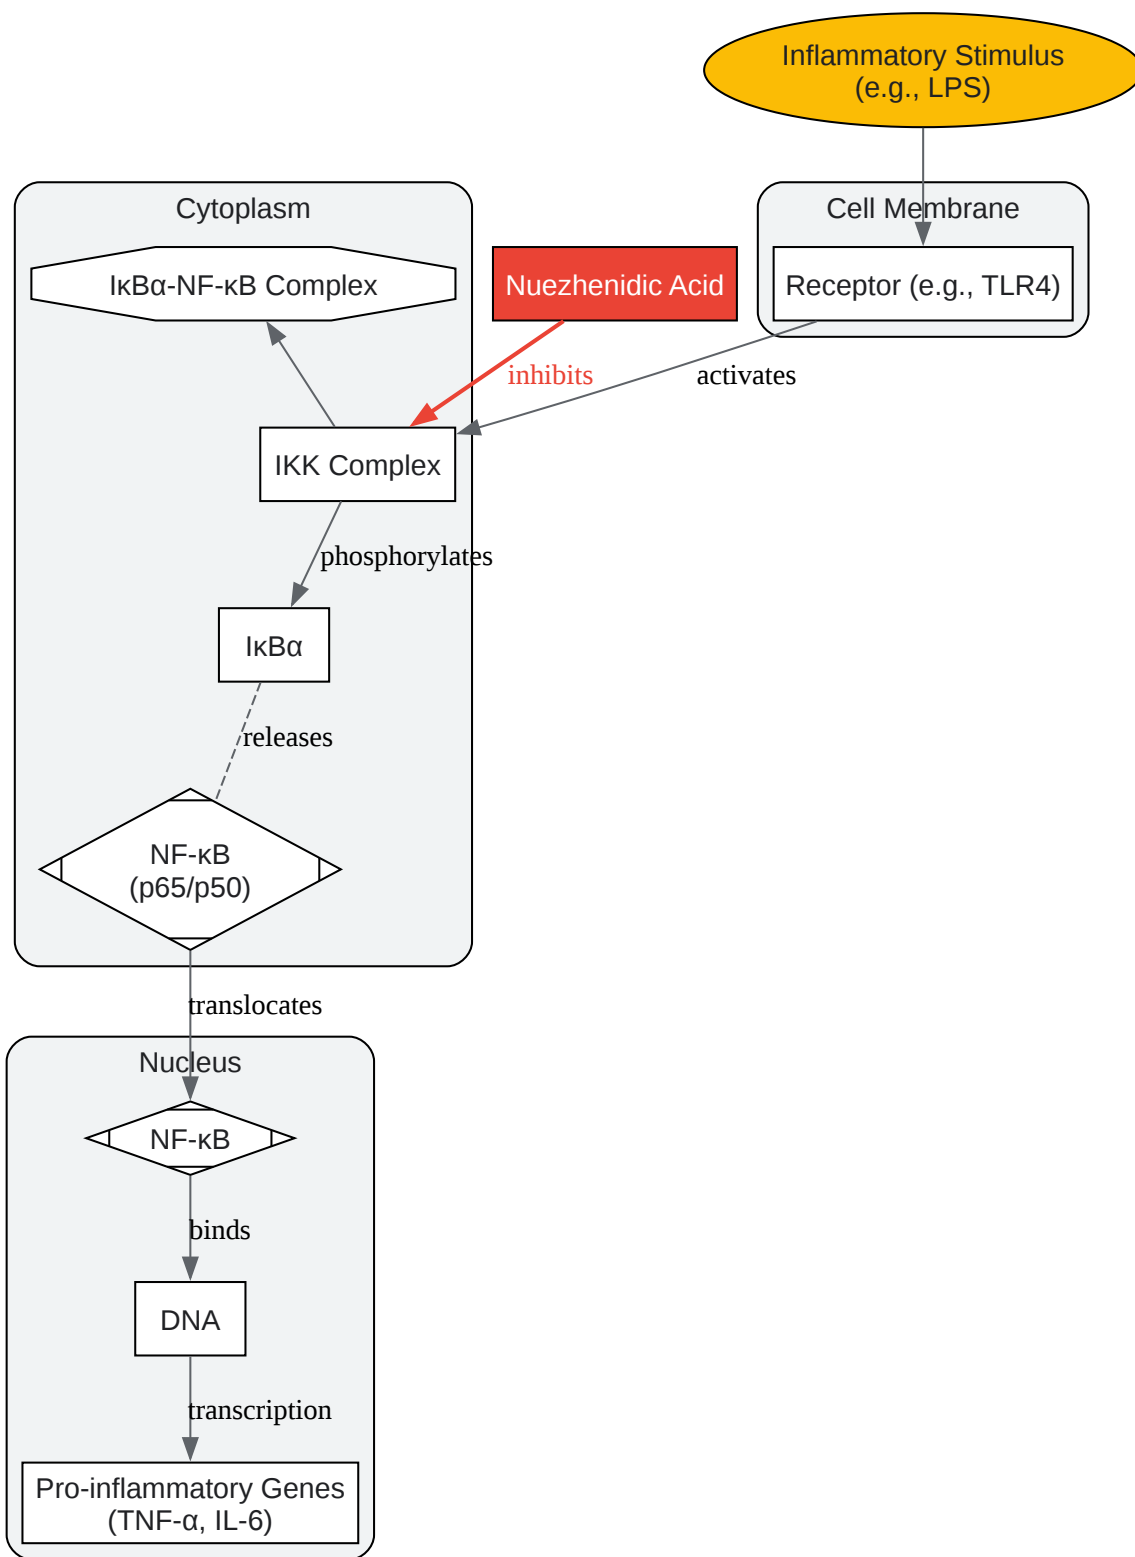 Inflammatory Stimulus
(e.g., LPS)
Cytoplasm
Cell Membrane
IκBα-NF-κB Complex
Nuezhenidic Acid
Receptor (e.g., TLR4)
inhibits
activates
IKK Complex
phosphorylates
IκBα
releases
NF-κB
(p65/p50)
translocates
Nucleus
NF-κB
binds
DNA
transcription
Pro-inflammatory Genes
(TNF-α, IL-6)